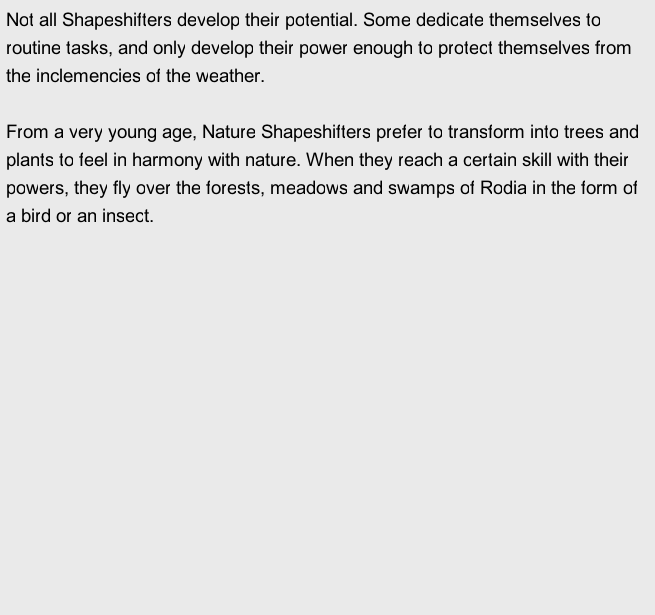 Not all Shapeshifters develop their potential. Some dedicate themselves to
routine tasks, and only develop their power enough to protect themselves from
the inclemencies of the weather.
From a very young age, Nature Shapeshifters prefer to transform into trees and
plants to feel in harmony with nature. When they reach a certain skill with their
powers, they fly over the forests, meadows and swamps of Rodia in the form of
a bird or an insect.